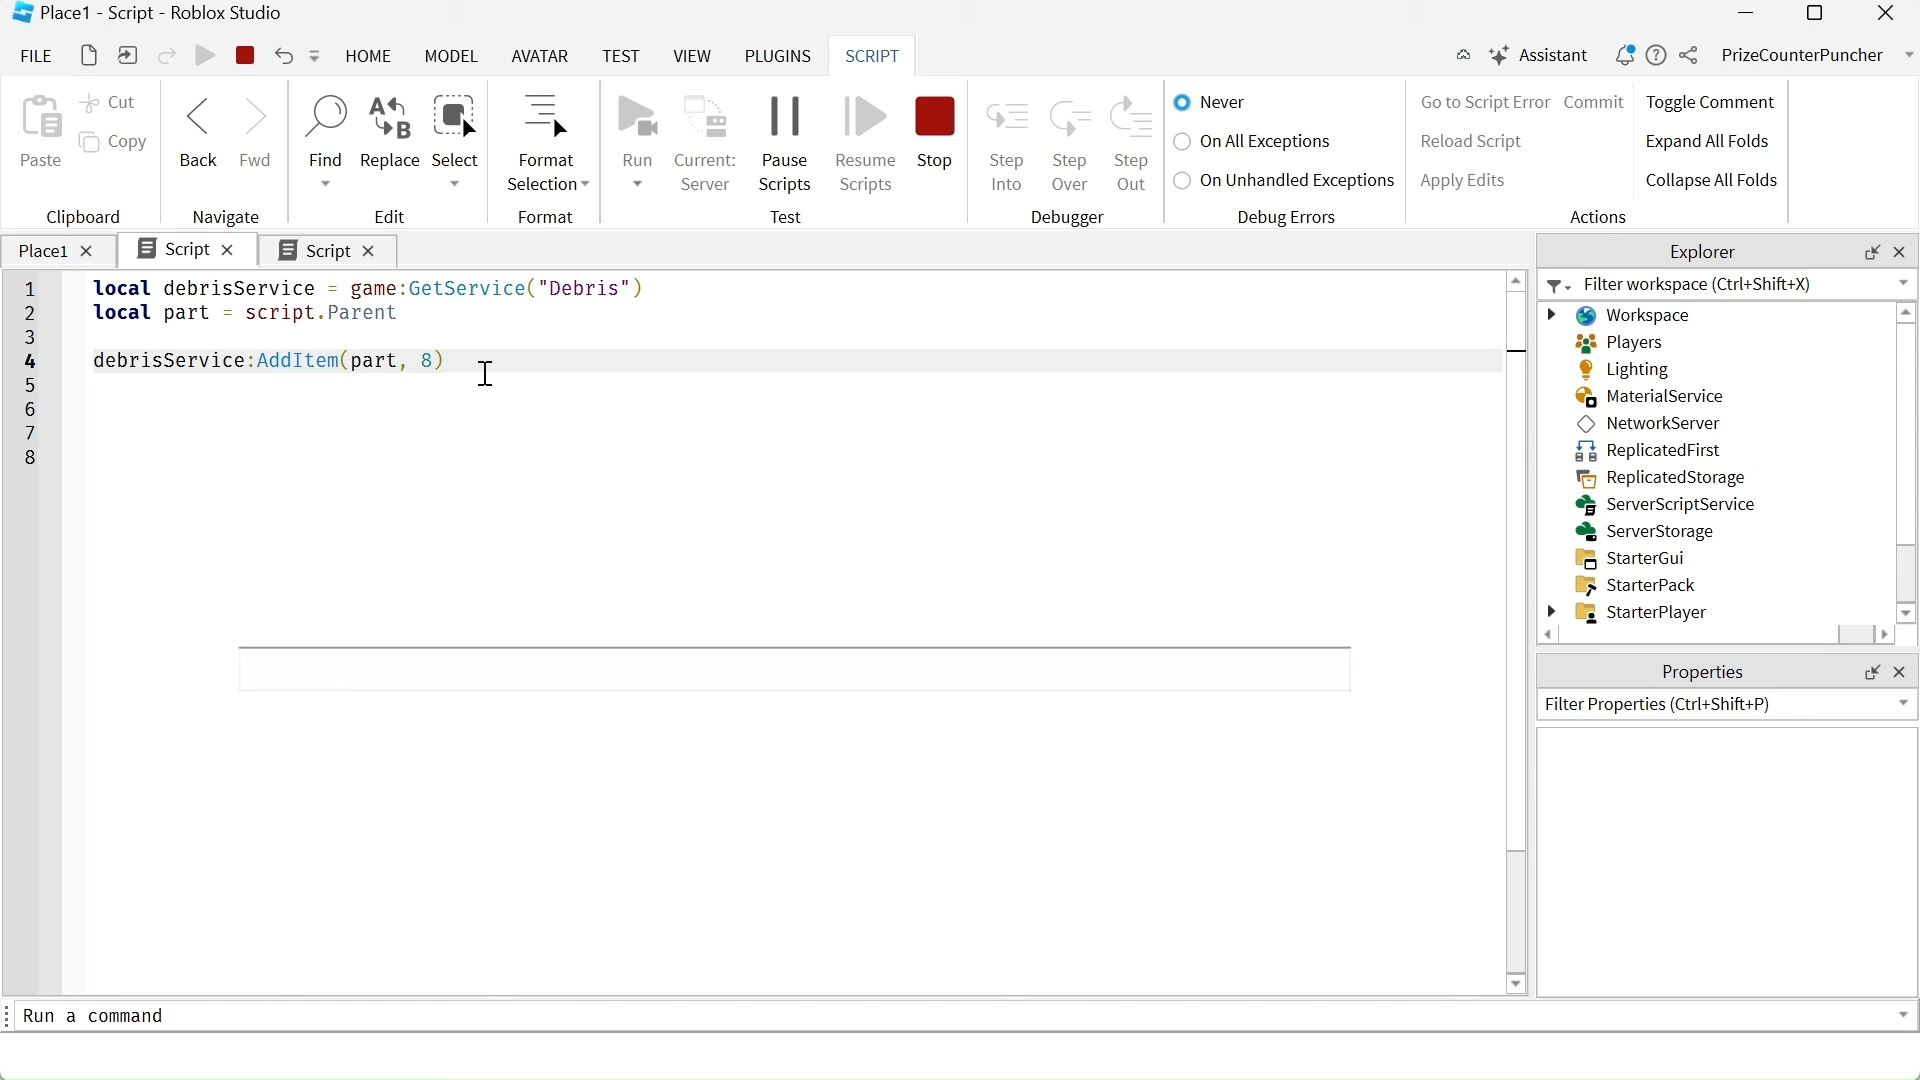 Place1 - Script - Roblox Studio
FILE HOME MODEL AVATAR TEST VIEW PLUGINS SCRIPT Assistant PrizeCounterPuncher
Paste Cut Copy
Clipboard
Back Fwd
Navigate
Find Replace Select
Edit
Format
Selection
Format
Run Current:
Server Pause
Scripts Resume
Scripts Stop
Test
Step
Into Step
Over Step
Out
Debugger
Never
On All Exceptions
On Unhandled Exceptions
Debug Errors
Go to Script Error Commit Toggle Comment
Reload Script Expand All Folds
Apply Edits Collapse All Folds
Actions
Place1 Script Script
1 local debrisService = game:GetService("Debris")
2 local part = script.Parent
3
4 debrisService:AddItem(part, 8)
5
6
7
8
Explorer
Filter workspace (Ctrl+Shift+X)
Workspace
Players
Lighting
MaterialService
NetworkServer
ReplicatedFirst
ReplicatedStorage
ServerScriptService
ServerStorage
StarterGui
StarterPack
StarterPlayer
Properties
Filter Properties (Ctrl+Shift+P)
Run a command